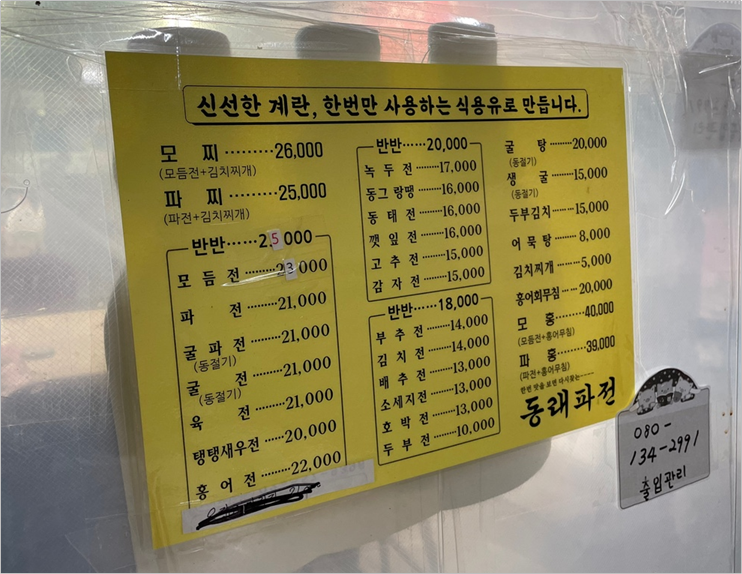 신선한 계란, 한번만 사용하는 식용유로 만듭니다.
모 찌 ········· 26,000
(모듬전+김치찌개)
파 찌 ········· 25,000
(파전+김치찌개)
반반 ······ 25,000
모 듬 전 ········· 23,000
파 전 ········· 21,000
굴파전 ········· 21,000
(동절기)
굴 전 ········· 21,000
(동절기)
육 전 ········· 21,000
탱탱새우전 ········· 20,000
홍 어 전 ········· 22,000
반반 ······ 20,000
녹 두 전 ········ 17,000
동그랑땡 ········ 16,000
동 태 전 ········ 16,000
깻 잎 전 ········ 16,000
고 추 전 ········ 15,000
감 자 전 ········ 15,000
반반 ······ 18,000
부 추 전 ········ 14,000
김 치 전 ········ 14,000
배 추 전 ········ 13,000
소세지전 ········ 13,000
호 박 전 ········ 13,000
두 부 전 ········ 10,000
굴 탕 ········ 20,000
(동절기)
생 굴 ········ 15,000
(동절기)
두부김치 ······ 15,000
어 묵 탕 ······ 8,000
김치찌개 ······ 5,000
홍어회무침 ···· 20,000
모 홍 ········ 40,000
(모듬전+홍어무침)
파 홍 ········ 39,000
(파전+홍어무침)
한번 맛을 보면 다시찾는······
동래파전
080-
134-2991
출입관리